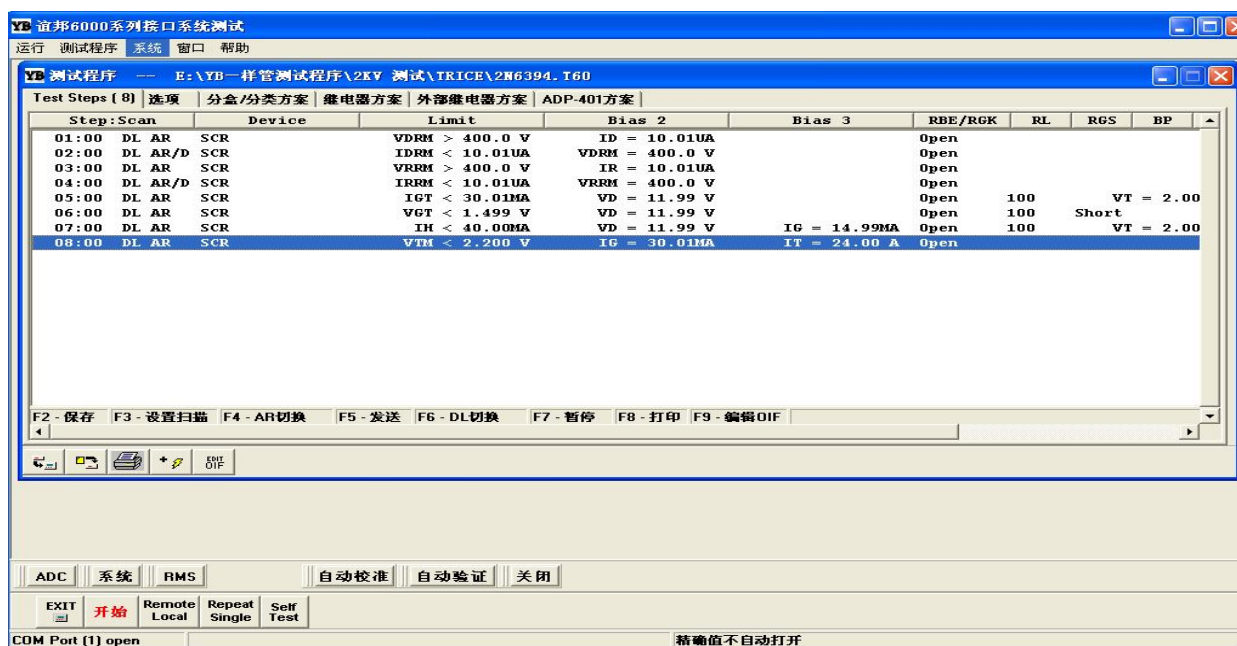 YB 谊邦6000系列接口系统测试
运行 测试程序 系统 窗口 帮助
YB 测试程序 -- E:\YB一样管测试程序\2KV 测试\TRICE\2N6394.T60
Test Steps (8) 选项 分盒/分类方案 继电器方案 外部继电器方案 ADP-401方案
Step:Scan Device Limit Bias 2 Bias 3 RBE/RGK RL RGS BP
01:00 DL AR SCR VDRM > 400.0 V ID = 10.01UA Open
02:00 DL AR/D SCR IDRM < 10.01UA VDRM = 400.0 V Open
03:00 DL AR SCR VRRM > 400.0 V IR = 10.01UA Open
04:00 DL AR/D SCR IRRM < 10.01UA VRRM = 400.0 V Open
05:00 DL AR SCR IGT < 30.01MA VD = 11.99 V Open 100 VT = 2.00
06:00 DL AR SCR VGT < 1.499 V VD = 11.99 V Open 100 Short
07:00 DL AR SCR IH < 40.00MA VD = 11.99 V IG = 14.99MA Open 100 VT = 2.00
08:00 DL AR SCR VTM < 2.200 V IG = 30.01MA IT = 24.00 A Open
F2 - 保存 F3 - 设置扫描 F4 - AR切换 F5 - 发送 F6 - DL切换 F7 - 暂停 F8 - 打印 F9 - 编辑OIF
EDIT OIF
ADC 系统 RMS 自动校准 自动验证 关闭
EXIT 开始 Remote Local Repeat Single Self Test
COM Port (1) open 精确值不自动打开